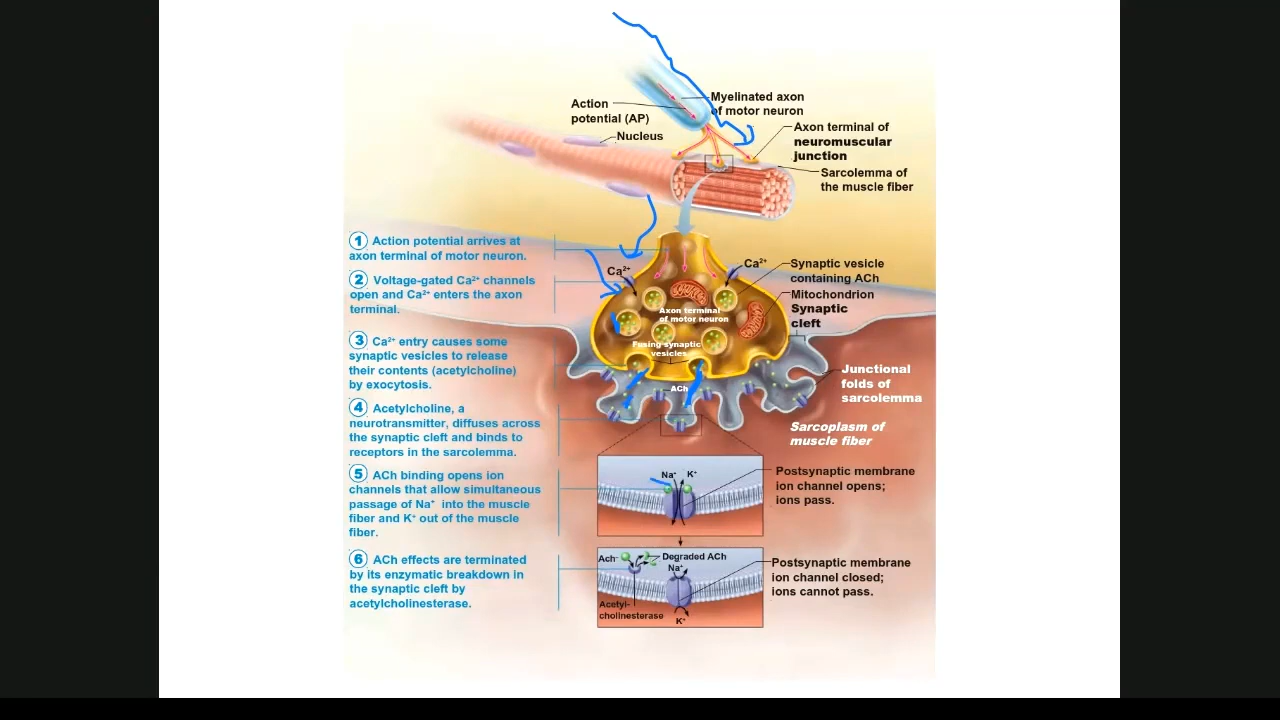 Myelinated axon
of motor neuron
Action
potential (AP)
Nucleus
Axon terminal of
neuromuscular
junction
Sarcolemma of
the muscle fiber
1 Action potential arrives at
axon terminal of motor neuron.
2 Voltage-gated Ca²⁺ channels
open and Ca²⁺ enters the axon
terminal.
3 Ca²⁺ entry causes some
synaptic vesicles to release
their contents (acetylcholine)
by exocytosis.
4 Acetylcholine, a
neurotransmitter, diffuses across
the synaptic cleft and binds to
receptors in the sarcolemma.
5 ACh binding opens ion
channels that allow simultaneous
passage of Na⁺ into the muscle
fiber and K⁺ out of the muscle
fiber.
6 ACh effects are terminated
by its enzymatic breakdown in
the synaptic cleft by
acetylcholinesterase.
Ca²⁺
Ca²⁺
Synaptic vesicle
containing ACh
Mitochondrion
Synaptic
cleft
Axon terminal
of motor neuron
Fusing synaptic
vesicles
ACh
Junctional
folds of
sarcolemma
Sarcoplasm of
muscle fiber
Na⁺ K⁺
Postsynaptic membrane
ion channel opens;
ions pass.
Ach
Degraded ACh
Na⁺
Acetyl-
cholinesterase
K⁺
Postsynaptic membrane
ion channel closed;
ions cannot pass.